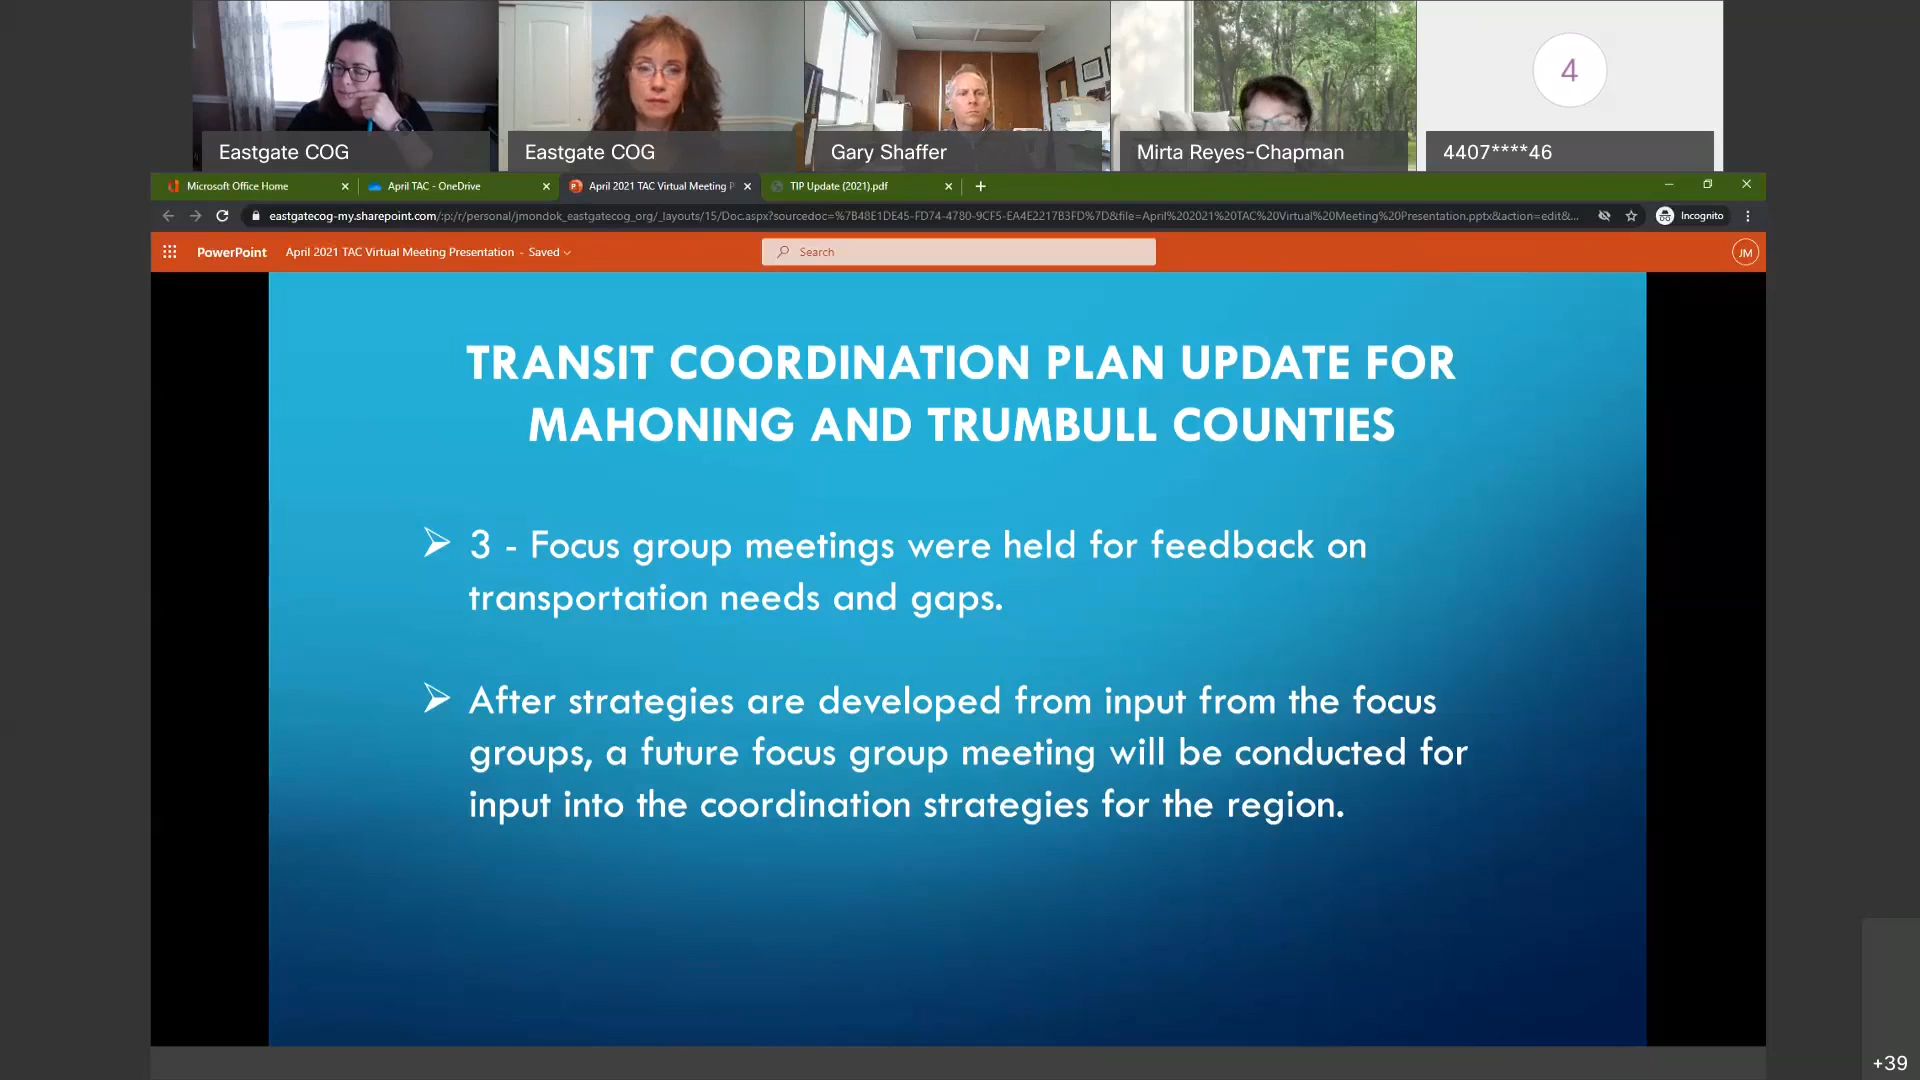 4
Eastgate COG
Eastgate COG
Gary Shaffer
Mirta Reyes-Chapman
4407****46
Microsoft Office Home
April TAC - OneDrive
April 2021 TAC Virtual Meeting P
TIP Update (2021).pdf
eastgatecog-my.sharepoint.com/:p:/r/personal/jmondok_eastgatecog_org/_layouts/15/Doc.aspx?sourcedoc=%7B48E1DE45-FD74-4780-9CF5-EA4E2217B3FD%7D&file=April%202021%20TAC%20Virtual%20Meeting%20Presentation.pptx&action=edit&...
Incognito
PowerPoint
April 2021 TAC Virtual Meeting Presentation - Saved
Search
JM
TRANSIT COORDINATION PLAN UPDATE FOR
MAHONING AND TRUMBULL COUNTIES
➢ 3 - Focus group meetings were held for feedback on
transportation needs and gaps.
➢ After strategies are developed from input from the focus
groups, a future focus group meeting will be conducted for
input into the coordination strategies for the region.
+39